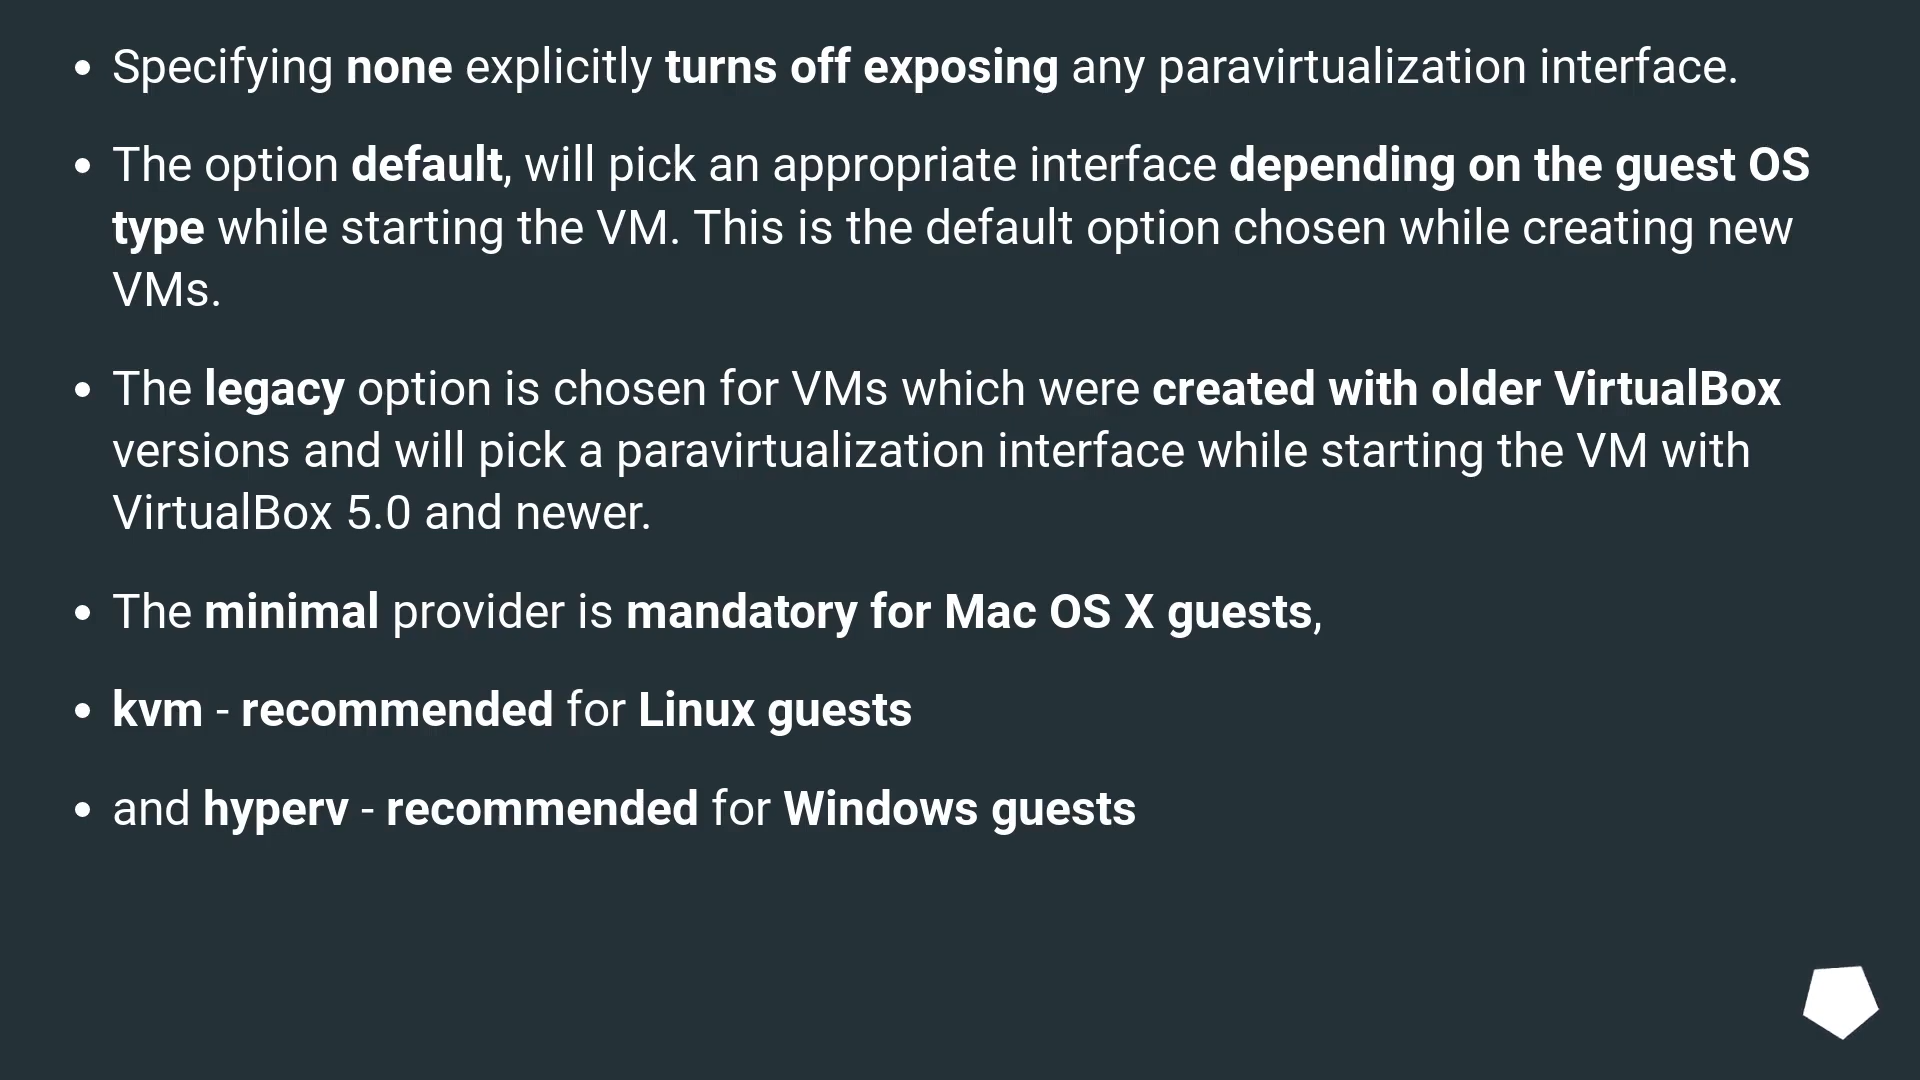 • Specifying none explicitly turns off exposing any paravirtualization interface.
• The option default, will pick an appropriate interface depending on the guest OS
type while starting the VM. This is the default option chosen while creating new
VMs.
• The legacy option is chosen for VMs which were created with older VirtualBox
versions and will pick a paravirtualization interface while starting the VM with
VirtualBox 5.0 and newer.
• The minimal provider is mandatory for Mac OS X guests,
• kvm - recommended for Linux guests
• and hyperv - recommended for Windows guests